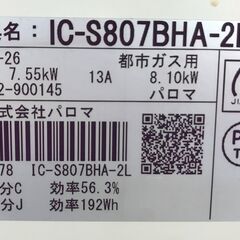 名: IC-S807BHA-2L
-26 都市ガス用
7.55kW 13A 8.10kW
2-900145 パロマ
式会社パロマ
78 IC-S807BHA-2L
分C 効率56.3%
分J 効率192Wh